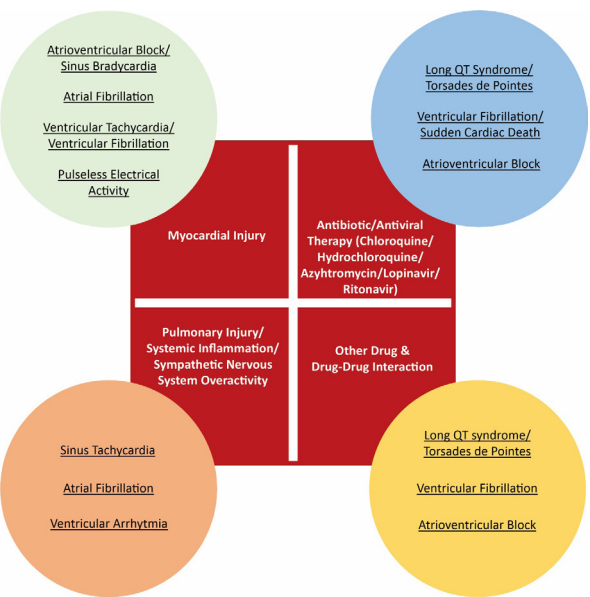 Atrioventricular Block/
Sinus Bradycardia
Atrial Fibrillation
Ventricular Tachycardia/
Ventricular Fibrillation
Pulseless Electrical
Activity
Long QT Syndrome/
Torsades de Pointes
Ventricular Fibrillation/
Sudden Cardiac Death
Atrioventricular Block
Myocardial Injury
Antibiotic/Antiviral
Therapy (Chloroquine/
Hydrochloroquine/
Azyhtromycin/Lopinavir/
Ritonavir)
Pulmonary Injury/
Systemic Inflammation/
Sympathetic Nervous
System Overactivity
Other Drug &
Drug-Drug Interaction
Sinus Tachycardia
Atrial Fibrillation
Ventricular Arrhytmia
Long QT syndrome/
Torsades de Pointes
Ventricular Fibrillation
Atrioventricular Block